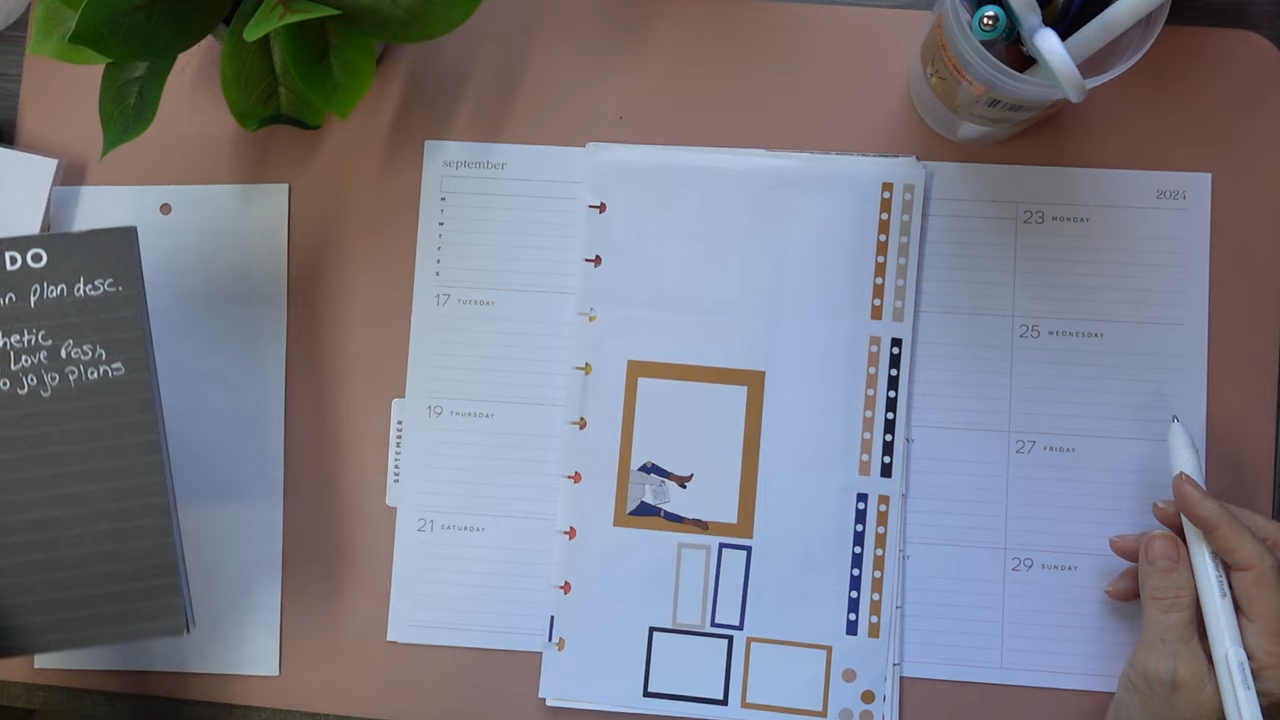 DO
plan desc.
hetic
Love Posh
jo jo plans
september
M
T
W
T
F
S
S
17 TUESDAY
19 THURSDAY
21 SATURDAY
SEPTEMBER
2024
23 MONDAY
25 WEDNESDAY
27 FRIDAY
29 SUNDAY